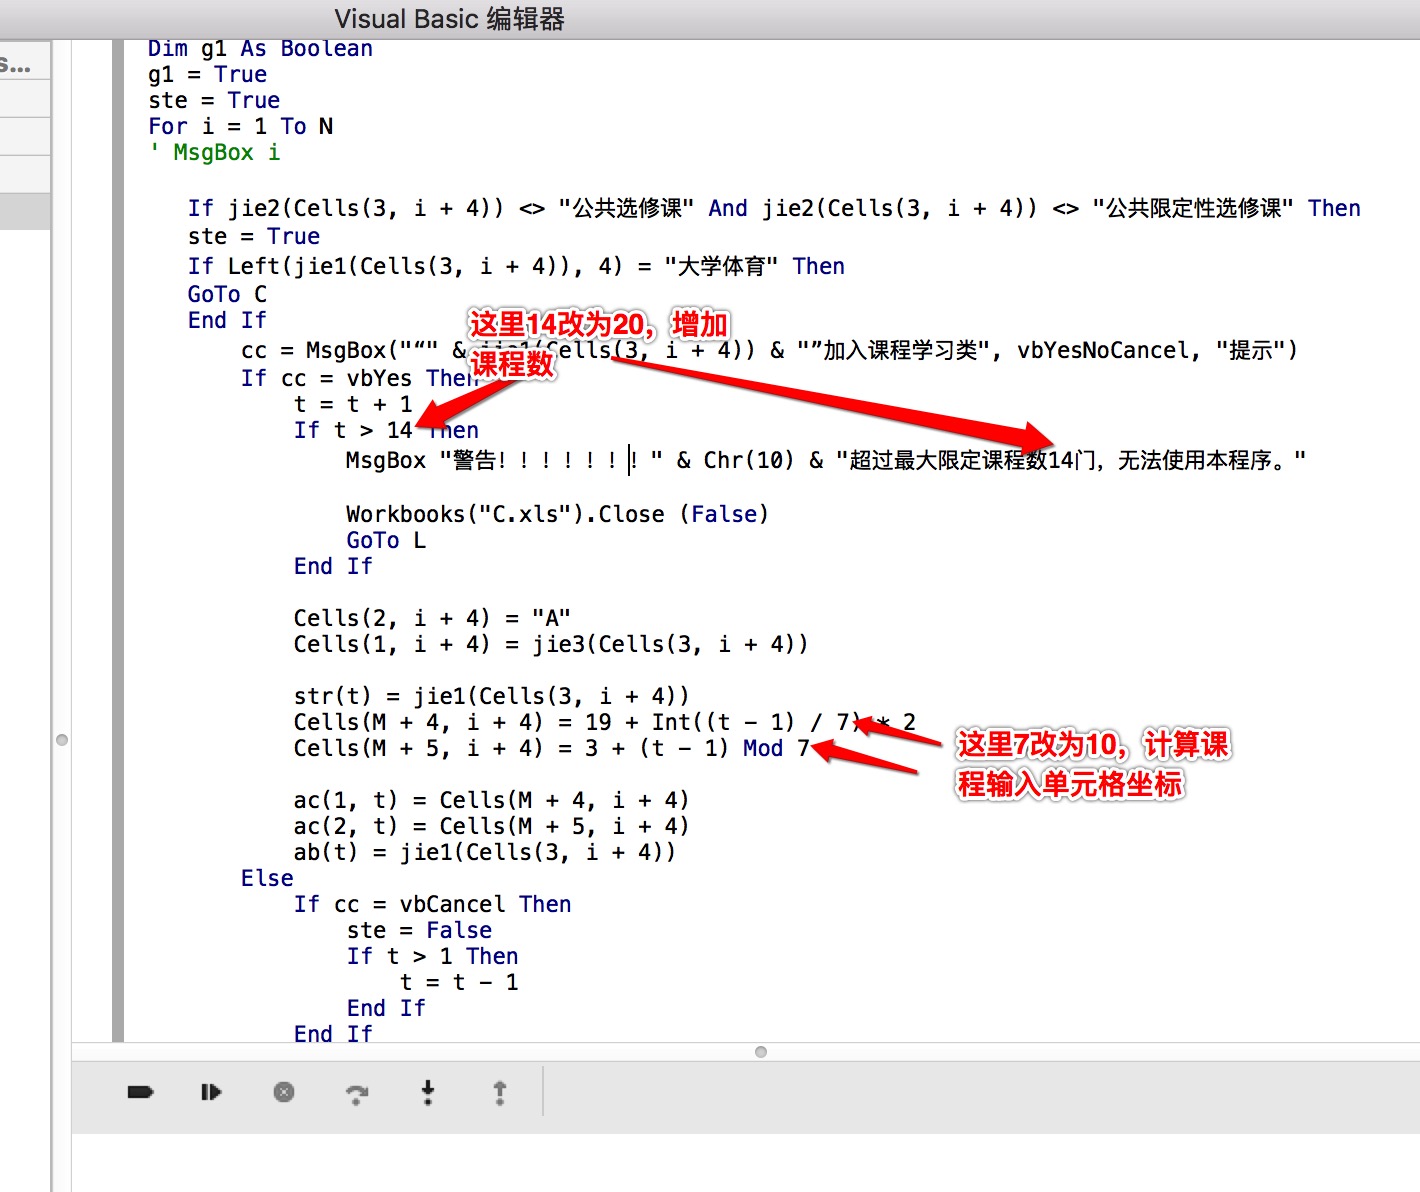 Visual Basic 编辑器
s...
Dim g1 As Boolean
g1 = True
ste = True
For i = 1 To N
' MsgBox i
If jie2(Cells(3, i + 4)) <> "公共选修课" And jie2(Cells(3, i + 4)) <> "公共限定性选修课" Then
ste = True
If Left(jie1(Cells(3, i + 4)), 4) = "大学体育" Then
GoTo C
End If
这里14改为20，增加
课程数
cc = MsgBox("“" & jie1(Cells(3, i + 4)) & "”加入课程学习类", vbYesNoCancel, "提示")
If cc = vbYes Then
t = t + 1
If t > 14 Then
MsgBox "警告！！！！！！！" & Chr(10) & "超过最大限定课程数14门，无法使用本程序。"
Workbooks("C.xls").Close (False)
GoTo L
End If
Cells(2, i + 4) = "A"
Cells(1, i + 4) = jie3(Cells(3, i + 4))
str(t) = jie1(Cells(3, i + 4))
Cells(M + 4, i + 4) = 19 + Int((t - 1) / 7) * 2
Cells(M + 5, i + 4) = 3 + (t - 1) Mod 7
这里7改为10，计算课
程输入单元格坐标
ac(1, t) = Cells(M + 4, i + 4)
ac(2, t) = Cells(M + 5, i + 4)
ab(t) = jie1(Cells(3, i + 4))
Else
If cc = vbCancel Then
ste = False
If t > 1 Then
t = t - 1
End If
End If